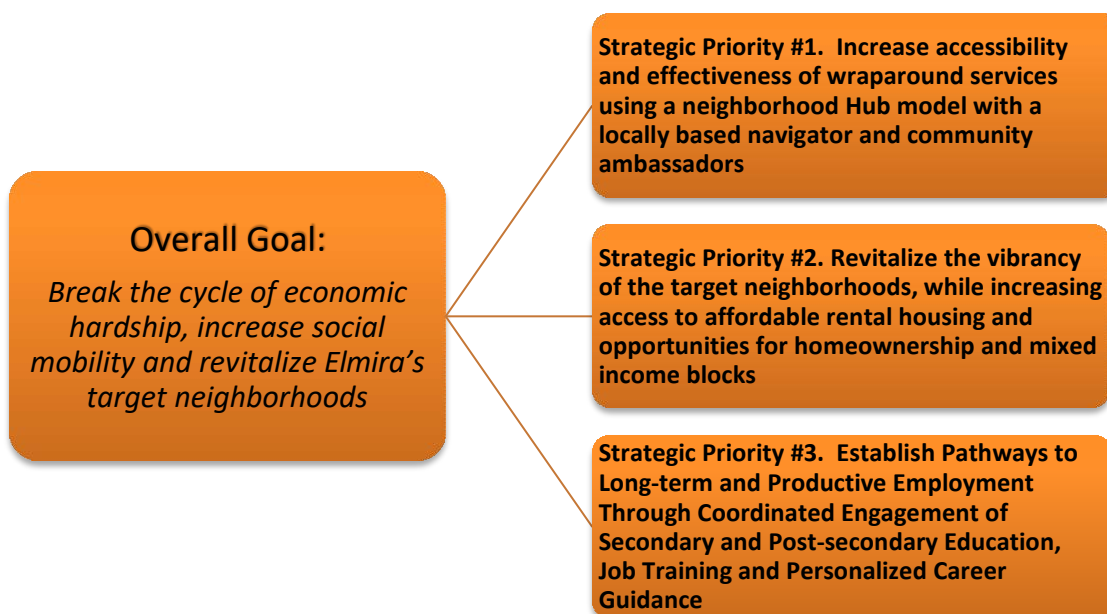 Overall Goal:
Break the cycle of economic
hardship, increase social
mobility and revitalize Elmira’s
target neighborhoods
Strategic Priority #1.  Increase accessibility
and effectiveness of wraparound services
using a neighborhood Hub model with a
locally based navigator and community
ambassadors
Strategic Priority #2. Revitalize the vibrancy
of the target neighborhoods, while increasing
access to affordable rental housing and
opportunities for homeownership and mixed
income blocks
Strategic Priority #3.  Establish Pathways to
Long-term and Productive Employment
Through Coordinated Engagement of
Secondary and Post-secondary Education,
Job Training and Personalized Career
Guidance